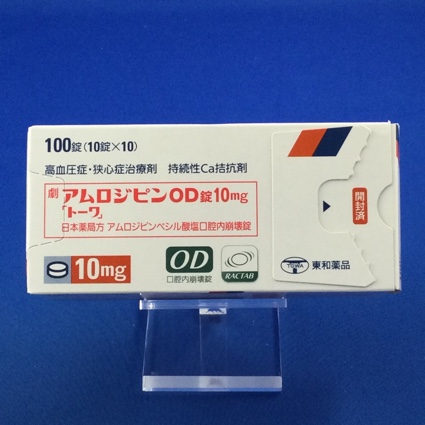 100錠(10錠×10)
高血圧症・狭心症治療剤 持続性Ca拮抗剤
劇 アムロジピンOD錠10mg
「トーワ」
日本薬局方 アムロジピンベシル酸塩口腔内崩壊錠
10mg
OD
口腔内崩壊錠
RACTAB
開封済
TOWA 東和薬品